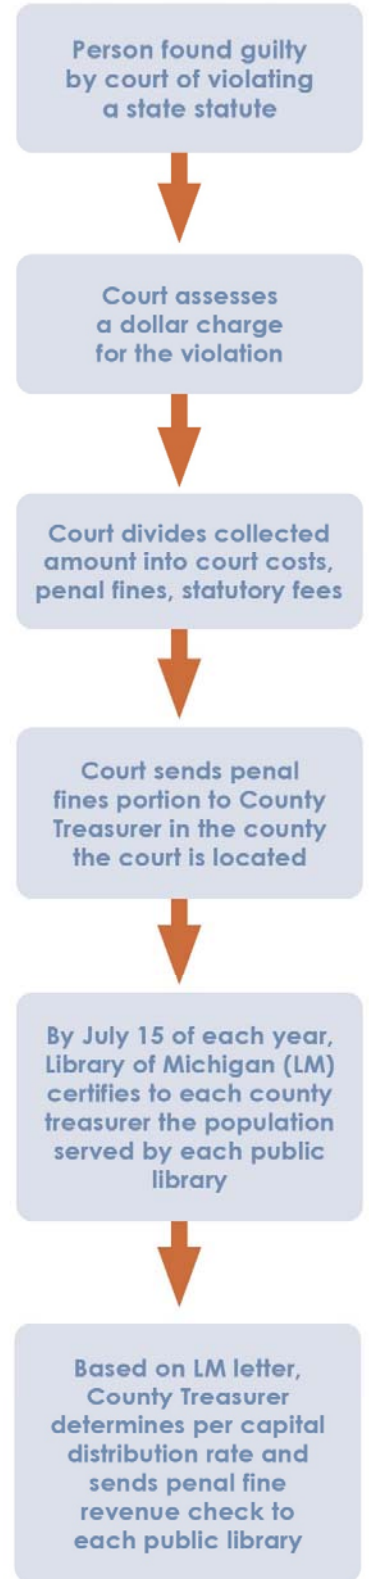 Person found guilty
by court of violating
a state statute
Court assesses
a dollar charge
for the violation
Court divides collected
amount into court costs,
penal fines, statutory fees
Court sends penal
fines portion to County
Treasurer in the county
the court is located
By July 15 of each year,
Library of Michigan (LM)
certifies to each county
treasurer the population
served by each public
library
Based on LM letter,
County Treasurer
determines per capital
distribution rate and
sends penal fine
revenue check to
each public library